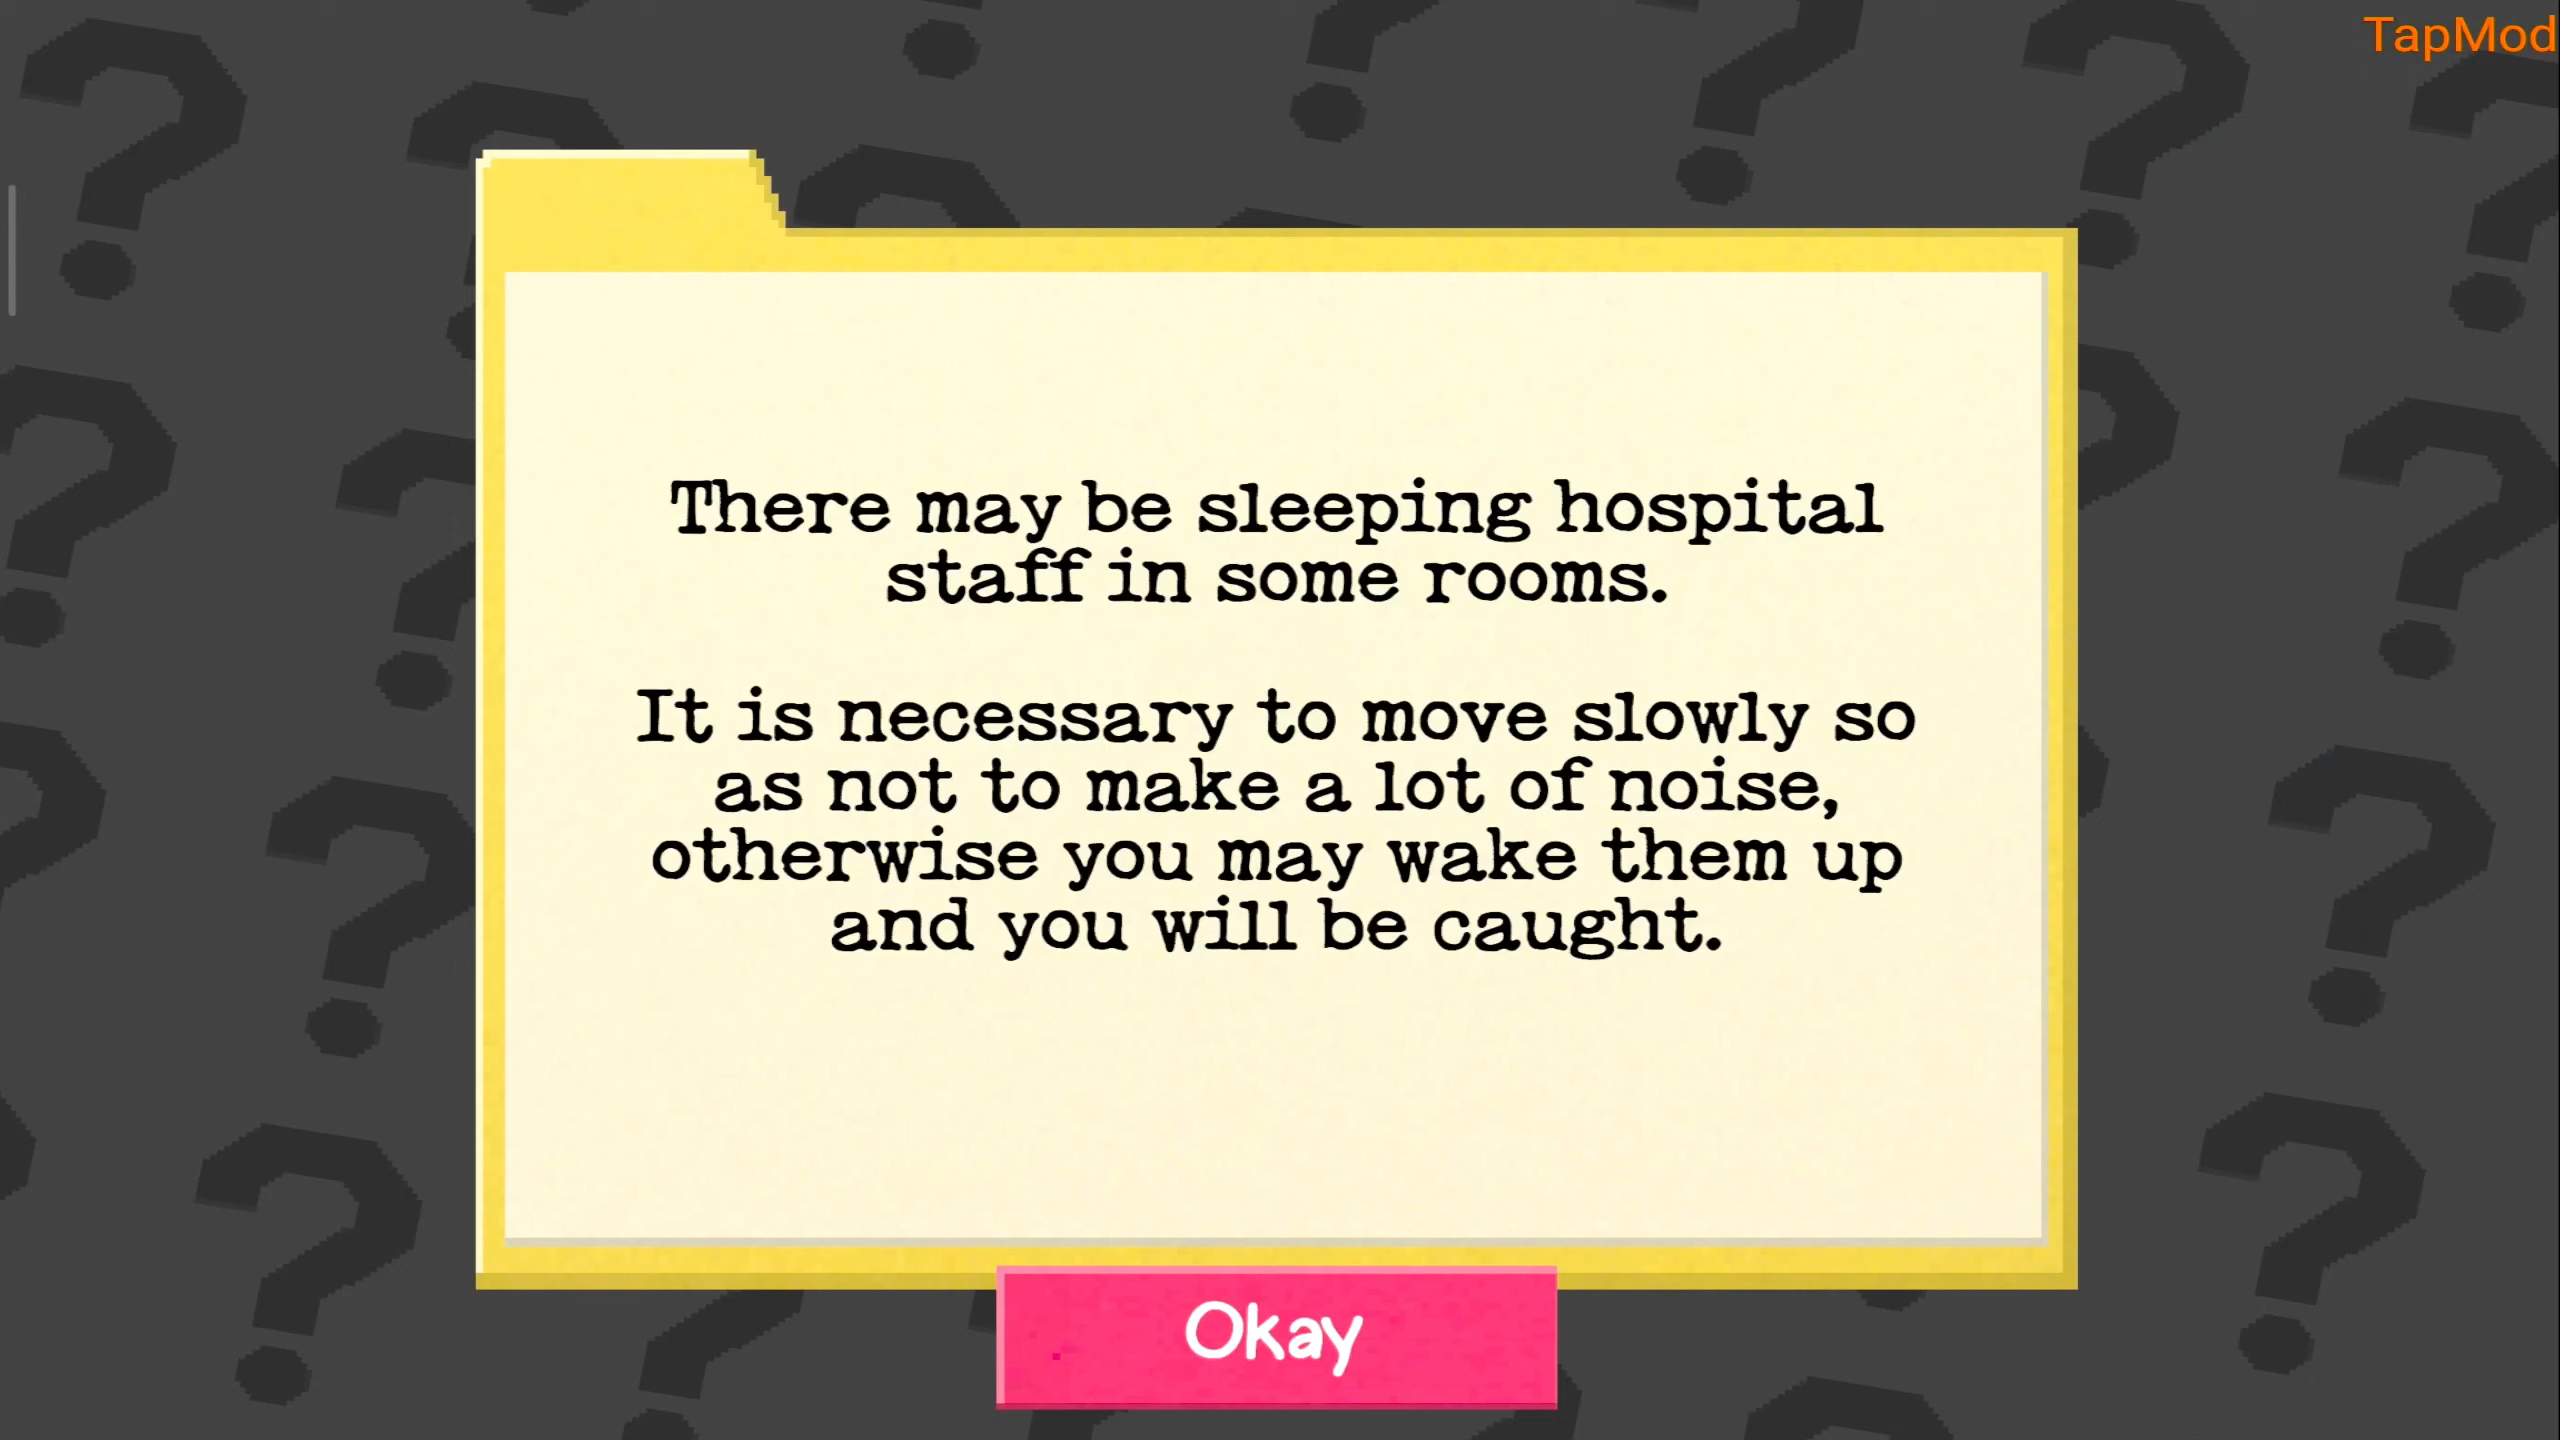 TapMod
There may be sleeping hospital
staff in some rooms.
It is necessary to move slowly so
as not to make a lot of noise,
otherwise you may wake them up
and you will be caught.
Okay